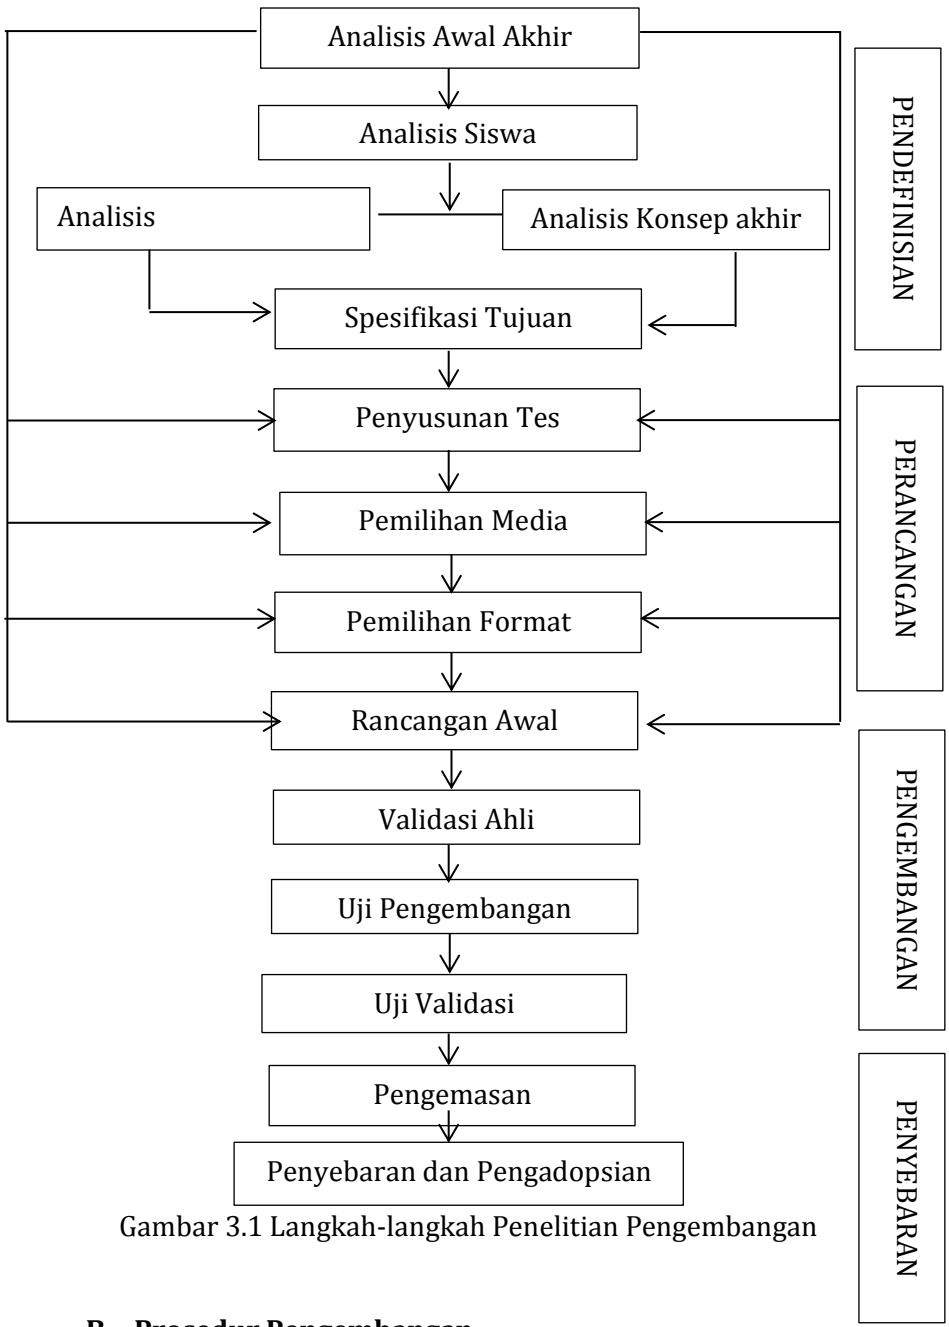 Analisis Awal Akhir
PENDEFINISIAN
Analisis Siswa
Analisis
Analisis Konsep akhir
Spesifikasi Tujuan
Penyusunan Tes
PERANCANGAN
Pemilihan Media
Pemilihan Format
Rancangan Awal
Validasi Ahli
PENGEMBANGAN
Uji Pengembangan
Uji Validasi
Pengemasan
PENYEBARAN
Penyebaran dan Pengadopsian
Gambar 3.1 Langkah-langkah Penelitian Pengembangan
B. Prosedur Pengembangan